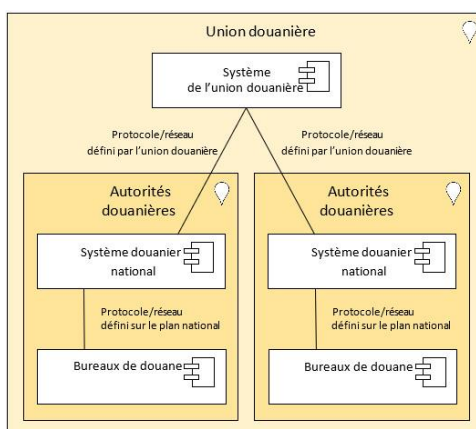 Union douanière
Système
de l'union douanière
Protocole/réseau
défini par l'union douanière
Protocole/réseau
défini par l'union douanière
Autorités
douanières
Système douanier
national
Protocole/réseau
défini sur le plan national
Bureaux de douane
Autorités
douanières
Système douanier
national
Protocole/réseau
défini sur le plan national
Bureaux de douane